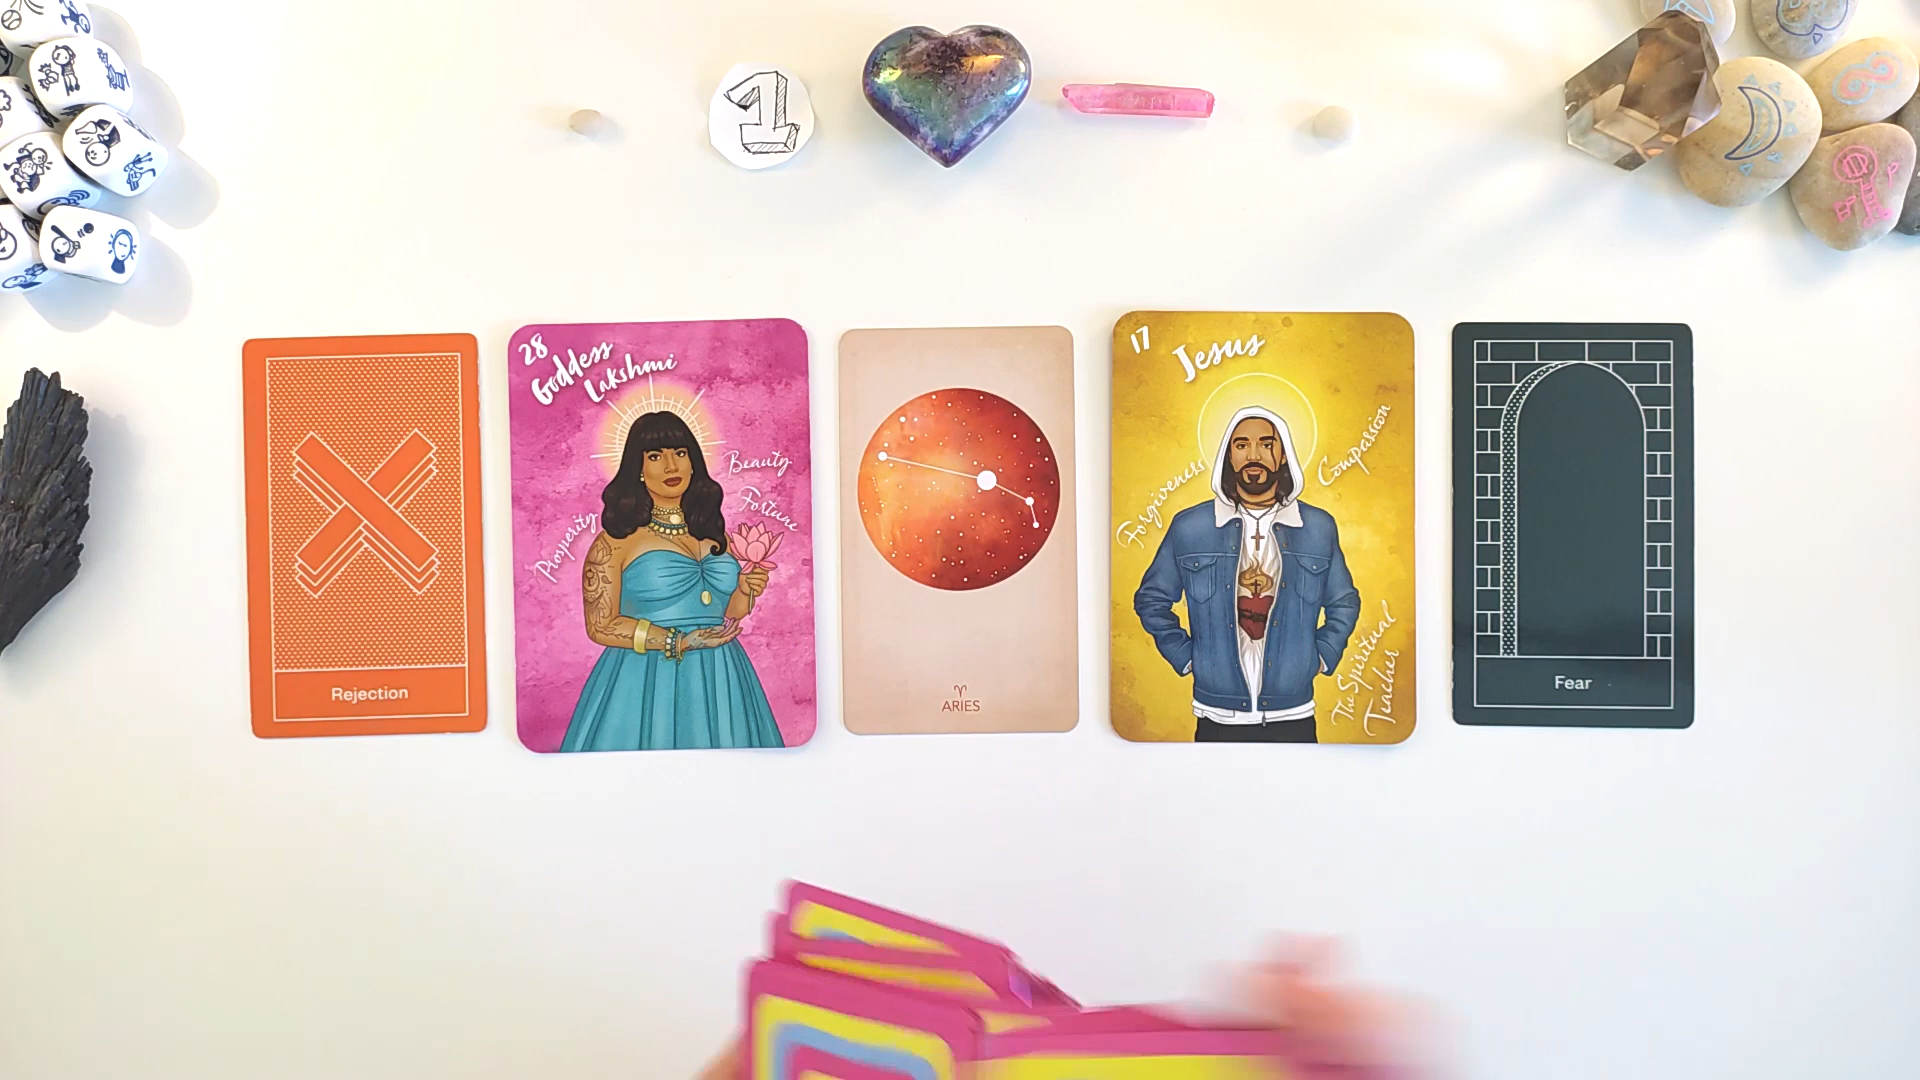 1
28
Goddess
Lakshmi
Beauty
Fortune
Prosperity
17
Jesus
Compassion
Forgiveness
The Spiritual
Teacher
Rejection
♈
ARIES
Fear